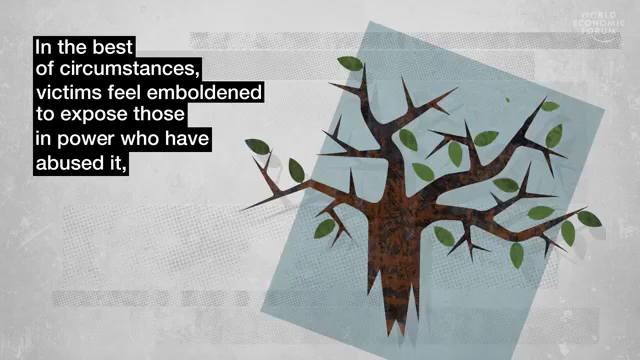 WORLD
ECONOMIC
FORUM
In the best
of circumstances,
victims feel emboldened
to expose those
in power who have
abused it,